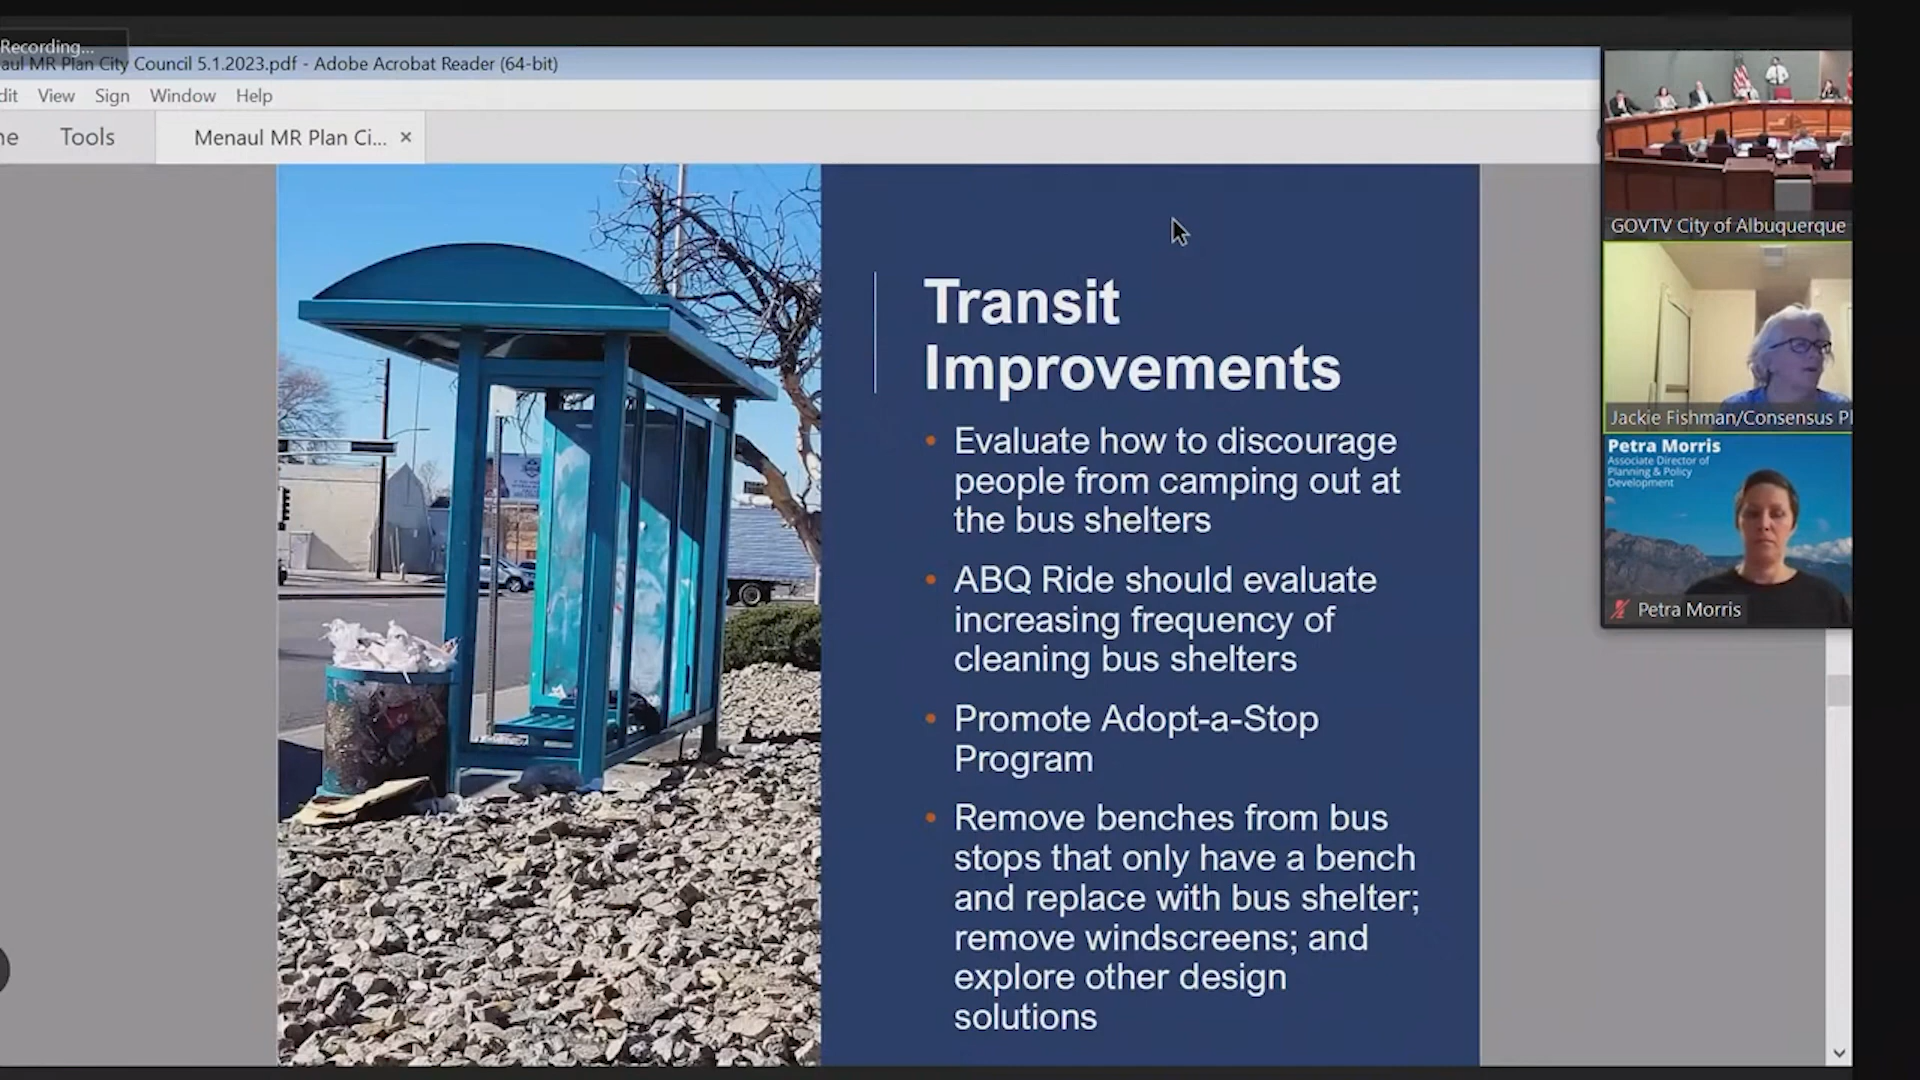 Recording...
aul MR Plan City Council 5.1.2023.pdf - Adobe Acrobat Reader (64-bit)
dit View Sign Window Help
ne Tools Menaul MR Plan Ci... ×
Transit
Improvements
• Evaluate how to discourage
people from camping out at
the bus shelters
• ABQ Ride should evaluate
increasing frequency of
cleaning bus shelters
• Promote Adopt-a-Stop
Program
• Remove benches from bus
stops that only have a bench
and replace with bus shelter;
remove windscreens; and
explore other design
solutions
GOVTV City of Albuquerque
Jackie Fishman/Consensus Pl
Petra Morris
Associate Director of
Planning & Policy
Development
Petra Morris